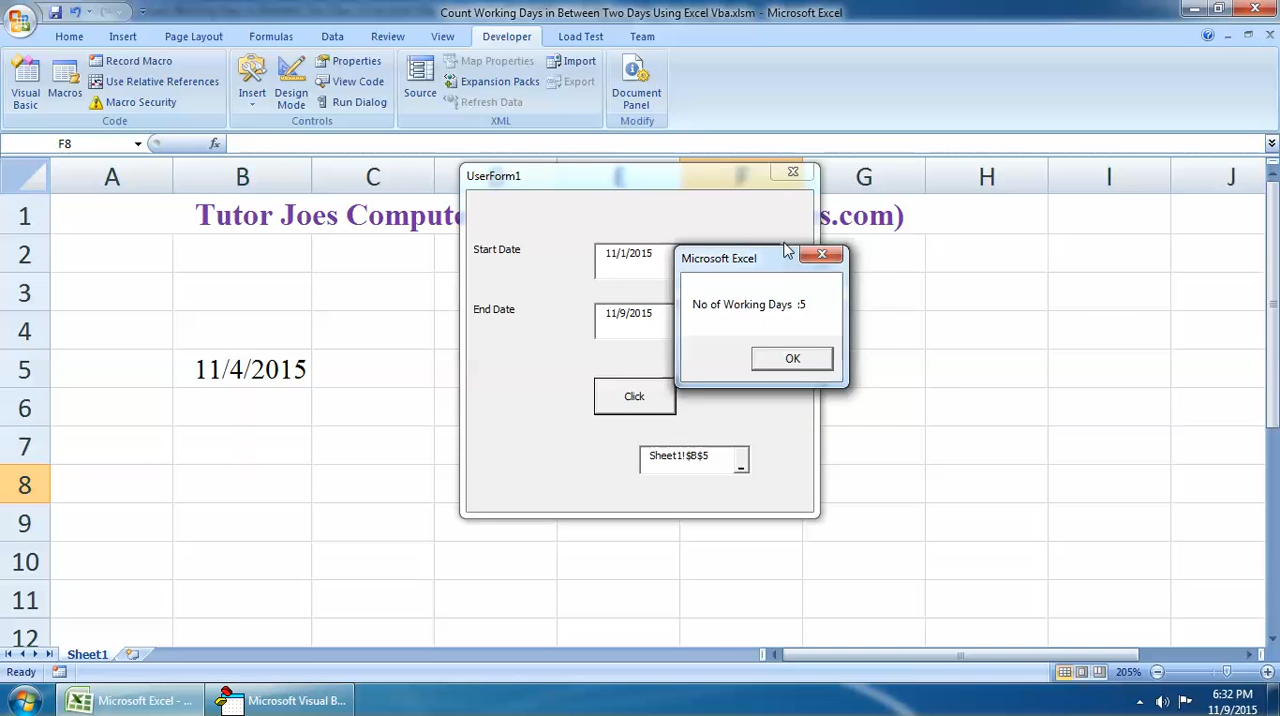 Count Working Days in Between Two Days Using Excel Vba.xlsm - Microsoft Excel
Home Insert Page Layout Formulas Data Review View Developer Load Test Team
Visual Basic
Macros
Record Macro
Use Relative References
Macro Security
Code
Insert
Design Mode
Properties
View Code
Run Dialog
Controls
Source
Map Properties
Expansion Packs
Refresh Data
Import
Export
XML
Document Panel
Modify
F8 fx
A B C E F G H I J
1 Tutor Joes Compute s.com)
2
3
4
5 11/4/2015
6
7
8
9
10
11
12
UserForm1
Start Date 11/1/2015
End Date 11/9/2015
Click
Sheet1!$B$5
Microsoft Excel
No of Working Days :5
OK
Sheet1
Ready 205%
Microsoft Excel - ... Microsoft Visual B... 6:32 PM
11/9/2015